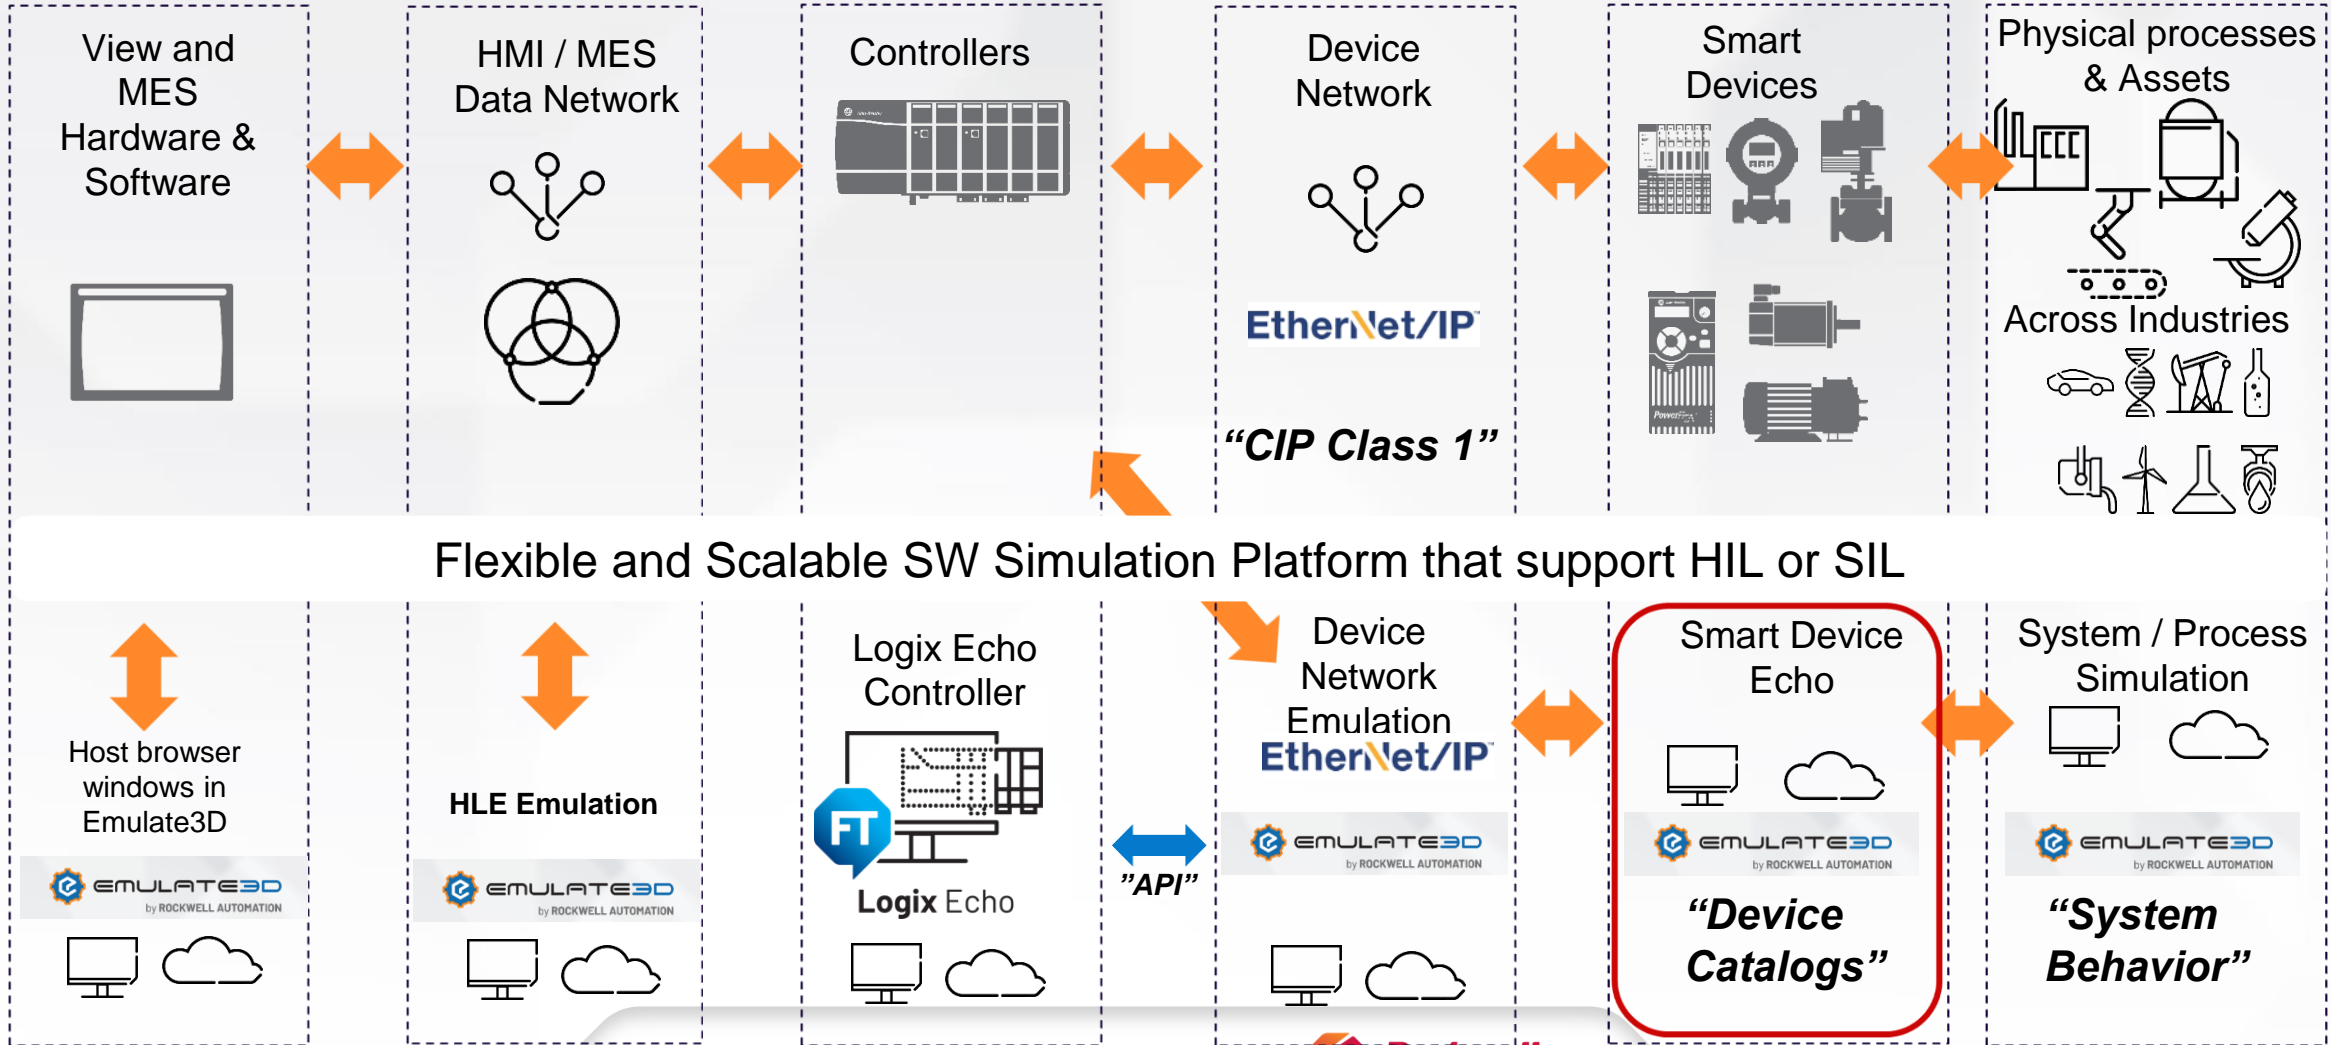 View and
MES
Hardware &
Software
HMI / MES
Data Network
Controllers
Device
Network
EtherNet/IP
“CIP Class 1”
Smart
Devices
PowerFlex
Physical processes
& Assets
Across Industries
Flexible and Scalable SW Simulation Platform that support HIL or SIL
Host browser
windows in
Emulate3D
EMULATE3D
by ROCKWELL AUTOMATION
HLE Emulation
EMULATE3D
by ROCKWELL AUTOMATION
Logix Echo
Controller
FT
Logix Echo
”API”
Device
Network
Emulation
EtherNet/IP
EMULATE3D
by ROCKWELL AUTOMATION
Smart Device
Echo
EMULATE3D
by ROCKWELL AUTOMATION
“Device
Catalogs”
System / Process
Simulation
EMULATE3D
by ROCKWELL AUTOMATION
“System
Behavior”